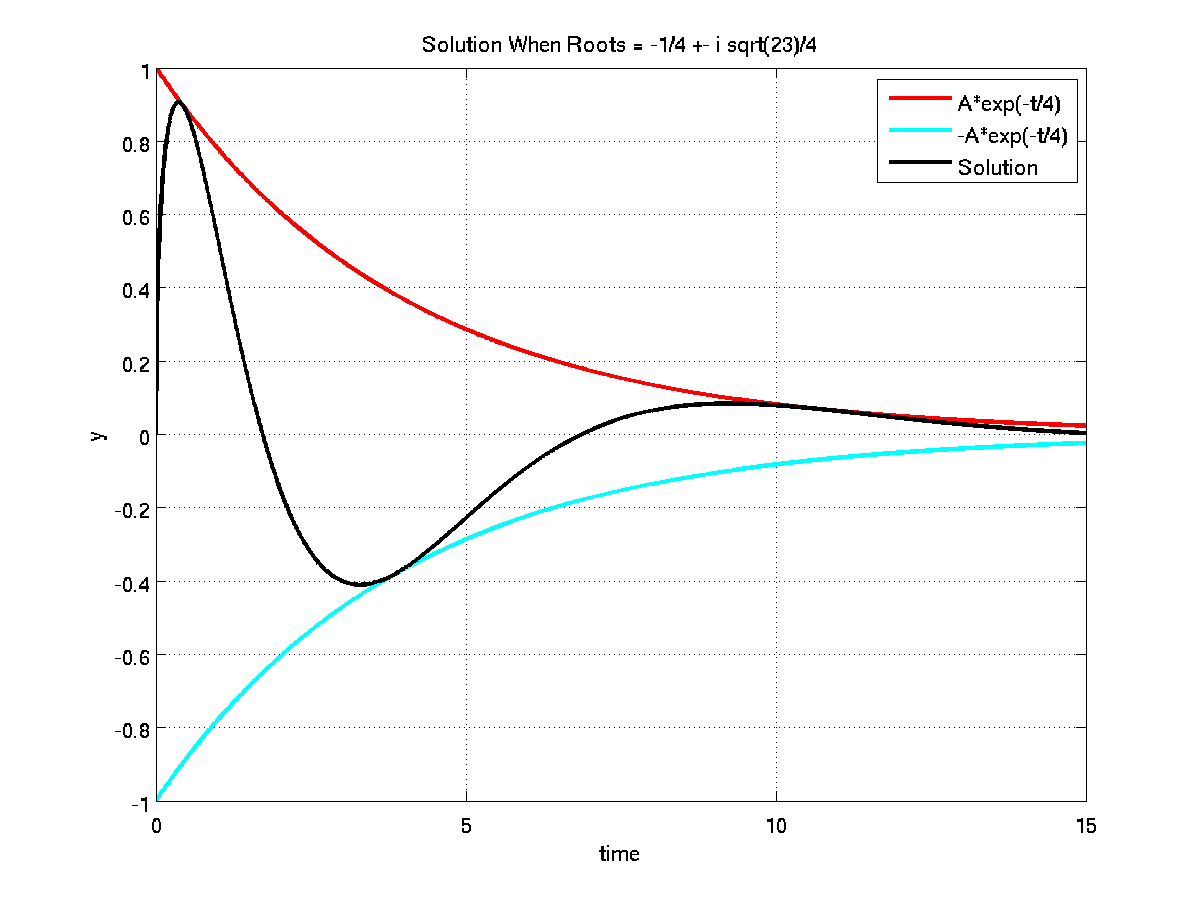 Solution When Roots = -1/4 +- i sqrt(23)/4
A*exp(-t/4)
-A*exp(-t/4)
Solution
1
0.8
0.6
0.4
0.2
0
-0.2
-0.4
-0.6
-0.8
-1
y
0
5
10
15
time